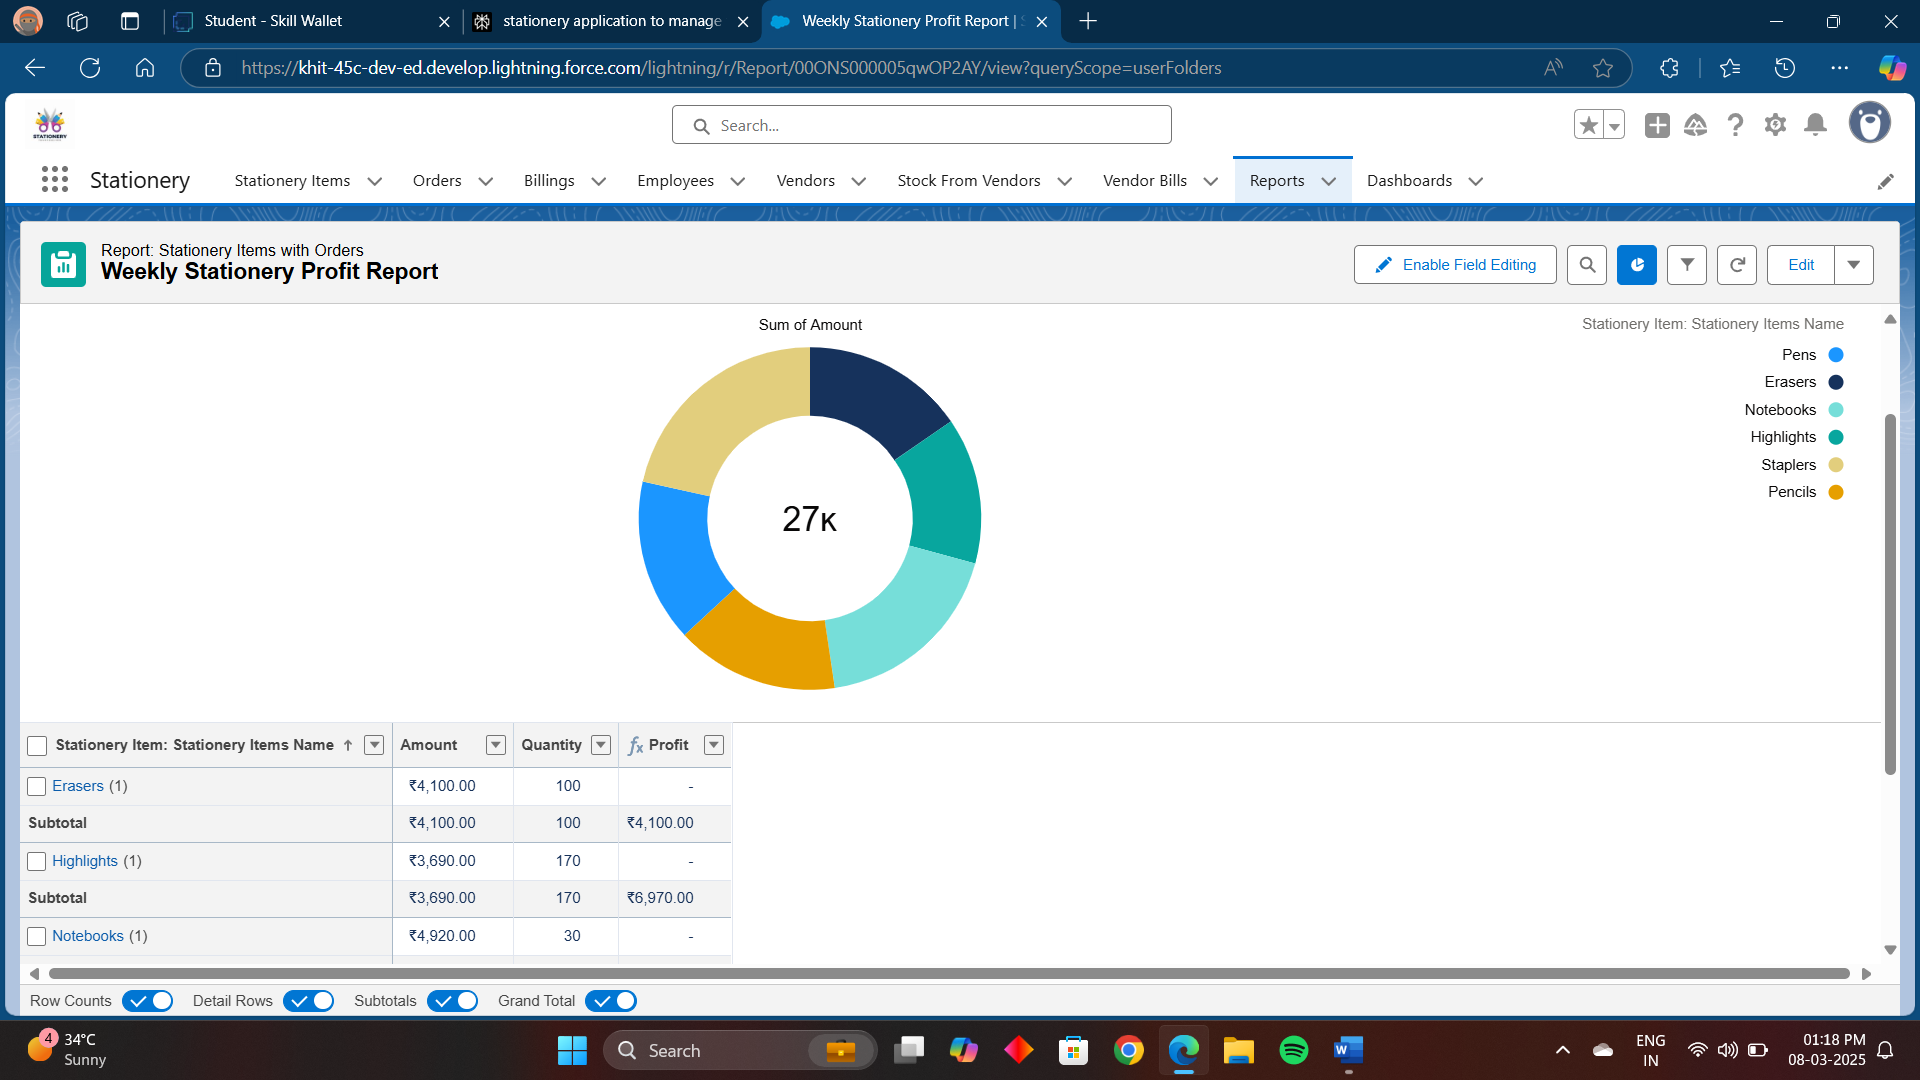 Student - Skill Wallet
stationery application to manage
Weekly Stationery Profit Report |
https://khit-45c-dev-ed.develop.lightning.force.com/lightning/r/Report/00ONS000005qwOP2AY/view?queryScope=userFolders
STATIONERY
Search...
Stationery
Stationery Items
Orders
Billings
Employees
Vendors
Stock From Vendors
Vendor Bills
Reports
Dashboards
Report: Stationery Items with Orders
Weekly Stationery Profit Report
Enable Field Editing
Edit
Sum of Amount
27K
Stationery Item: Stationery Items Name
Pens
Erasers
Notebooks
Highlights
Staplers
Pencils
Stationery Item: Stationery Items Name ↑ Amount Quantity fx Profit
Erasers (1) ₹4,100.00 100 -
Subtotal ₹4,100.00 100 ₹4,100.00
Highlights (1) ₹3,690.00 170 -
Subtotal ₹3,690.00 170 ₹6,970.00
Notebooks (1) ₹4,920.00 30 -
Row Counts Detail Rows Subtotals Grand Total
4
34°C
Sunny
Search
ENG
IN
01:18 PM
08-03-2025